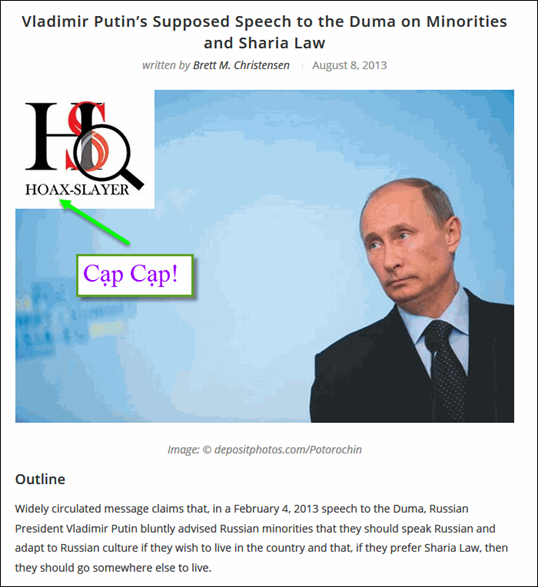 Vladimir Putin’s Supposed Speech to the Duma on Minorities
and Sharia Law
written by Brett M. Christensen | August 8, 2013
HS
HOAX-SLAYER
Cạp Cạp!
Image: © depositphotos.com/Potorochin
Outline
Widely circulated message claims that, in a February 4, 2013 speech to the Duma, Russian
President Vladimir Putin bluntly advised Russian minorities that they should speak Russian and
adapt to Russian culture if they wish to live in the country and that, if they prefer Sharia Law, then
they should go somewhere else to live.